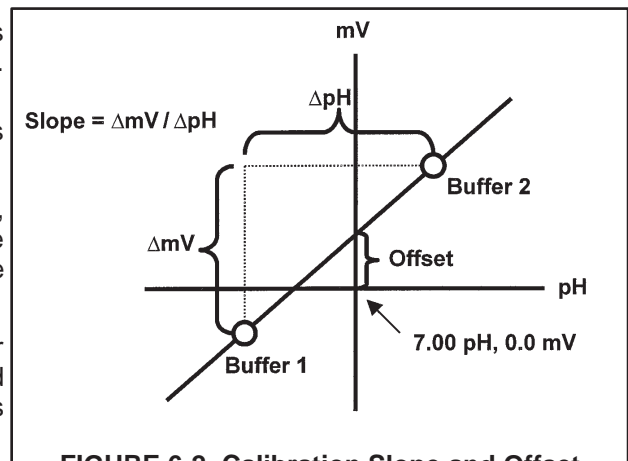 mV
ΔpH
Slope = ΔmV / ΔpH
Buffer 2
ΔmV
Offset
pH
7.00 pH, 0.0 mV
Buffer 1
FIGURE 6-2. Calibration Slope and Offset